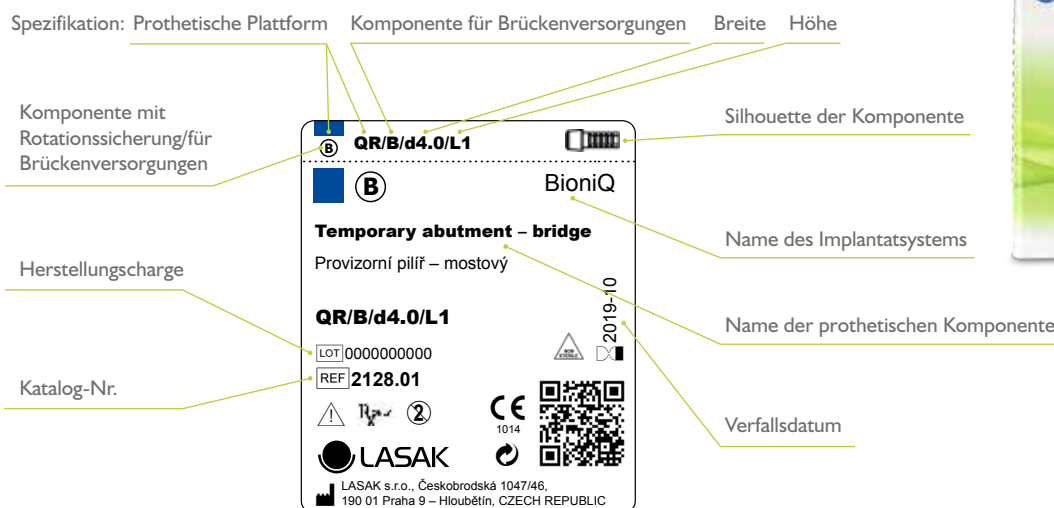 Spezifikation: Prothetische Plattform Komponente für Brückenversorgungen Breite Höhe
Komponente mit
Rotationssicherung/für
Brückenversorgungen
Silhouette der Komponente
B QR/B/d4.0/L1
B BioniQ
Temporary abutment – bridge
Provizorní pilíř – mostový
Name des Implantatsystems
Herstellungscharge
QR/B/d4.0/L1
2019-10
Name der prothetischen Komponente
LOT 0000000000
NON STERILE
REF 2128.01
Katalog-Nr.
2
CE
1014
Verfallsdatum
LASAK
LASAK s.r.o., Českobrodská 1047/46,
190 01 Praha 9 – Hloubětín, CZECH REPUBLIC